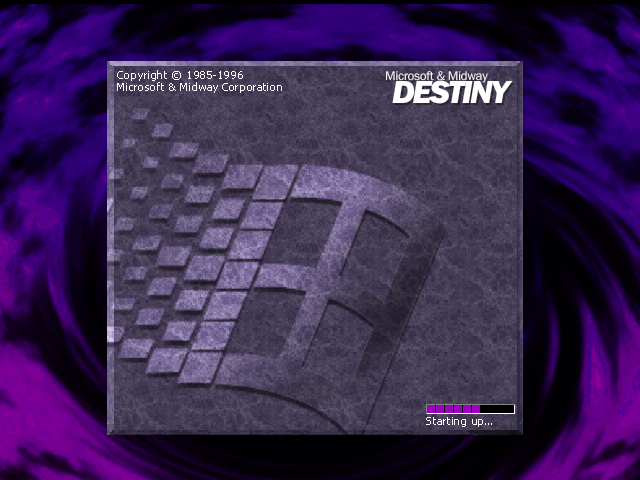 Copyright © 1985-1996
Microsoft & Midway Corporation
Microsoft & Midway
DESTINY
Starting up...